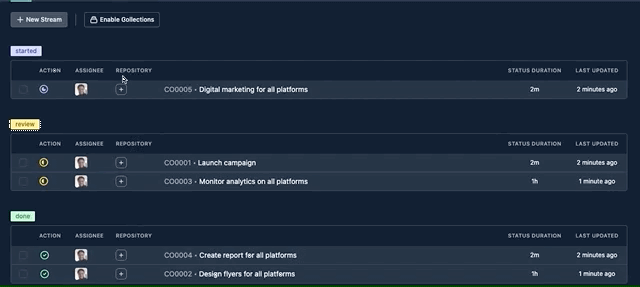 + New Stream
Enable Gollections
started
ACTION ASSIGNEE REPOSITORY STATUS DURATION LAST UPDATED
CO0005 • Digital marketing for all platforms 2m 2 minutes ago
review
ACTION ASSIGNEE REPOSITORY STATUS DURATION LAST UPDATED
CO0001 • Launch campaign 2m 2 minutes ago
CO0003 • Monitor analytics on all platforms 1h 1 minute ago
done
ACTION ASSIGNEE REPOSITORY STATUS DURATION LAST UPDATED
CO0004 • Create report for all platforms 2m 2 minutes ago
CO0002 • Design flyers for all platforms 1h 1 minute ago